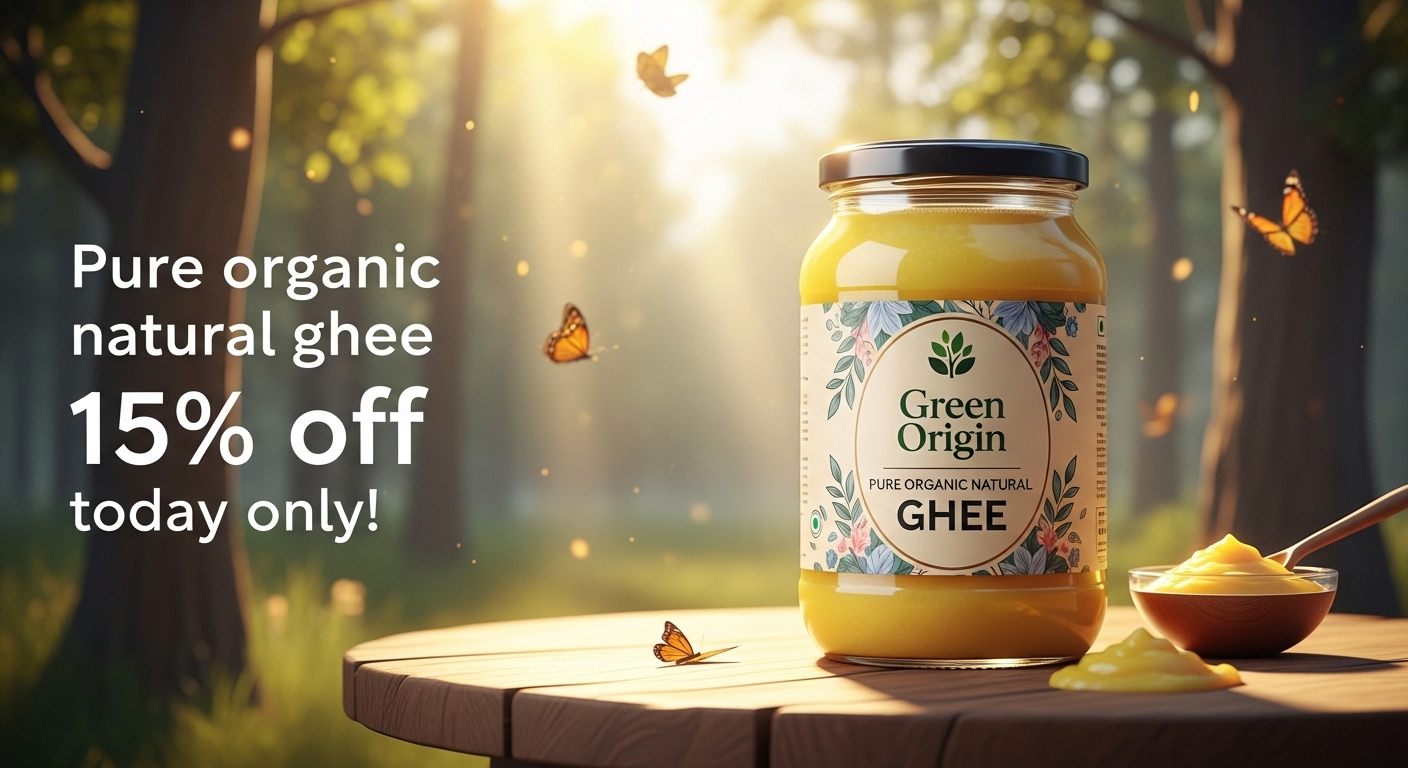 Pure organic
natural ghee
15% off
today only!
Green
Origin
PURE ORGANIC NATURAL
GHEE